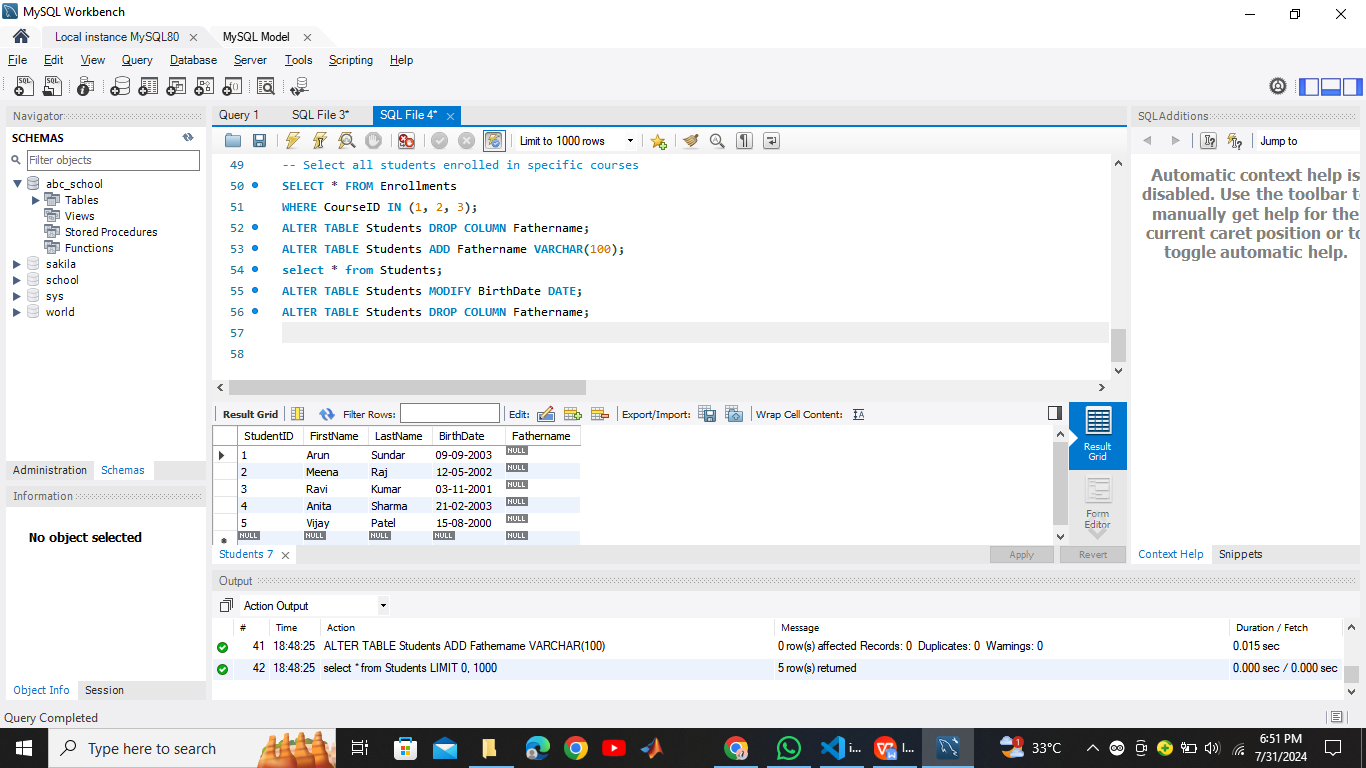 MySQL Workbench
Local instance MySQL80
MySQL Model
File Edit View Query Database Server Tools Scripting Help
Navigator
SCHEMAS
Filter objects
abc_school
Tables
Views
Stored Procedures
Functions
sakila
school
sys
world
Administration Schemas
Information
No object selected
Object Info Session
Query 1 SQL File 3* SQL File 4*
Limit to 1000 rows
49 -- Select all students enrolled in specific courses
50 SELECT * FROM Enrollments
51 WHERE CourseID IN (1, 2, 3);
52 ALTER TABLE Students DROP COLUMN Fathername;
53 ALTER TABLE Students ADD Fathername VARCHAR(100);
54 select * from Students;
55 ALTER TABLE Students MODIFY BirthDate DATE;
56 ALTER TABLE Students DROP COLUMN Fathername;
57
58
Result Grid Filter Rows: Edit: Export/Import: Wrap Cell Content:
StudentID FirstName LastName BirthDate Fathername
1 Arun Sundar 09-09-2003 NULL
2 Meena Raj 12-05-2002 NULL
3 Ravi Kumar 03-11-2001 NULL
4 Anita Sharma 21-02-2003 NULL
5 Vijay Patel 15-08-2000 NULL
NULL NULL NULL NULL NULL
Result
Grid
Form
Editor
Students 7
Apply Revert
SQLAdditions
Jump to
Automatic context help is
disabled. Use the toolbar t
manually get help for the
current caret position or to
toggle automatic help.
Context Help Snippets
Output
Action Output
# Time Action Message Duration / Fetch
41 18:48:25 ALTER TABLE Students ADD Fathername VARCHAR(100) 0 row(s) affected Records: 0 Duplicates: 0 Warnings: 0 0.015 sec
42 18:48:25 select * from Students LIMIT 0, 1000 5 row(s) returned 0.000 sec / 0.000 sec
Query Completed
Type here to search
i... I...
33°C
6:51 PM
7/31/2024